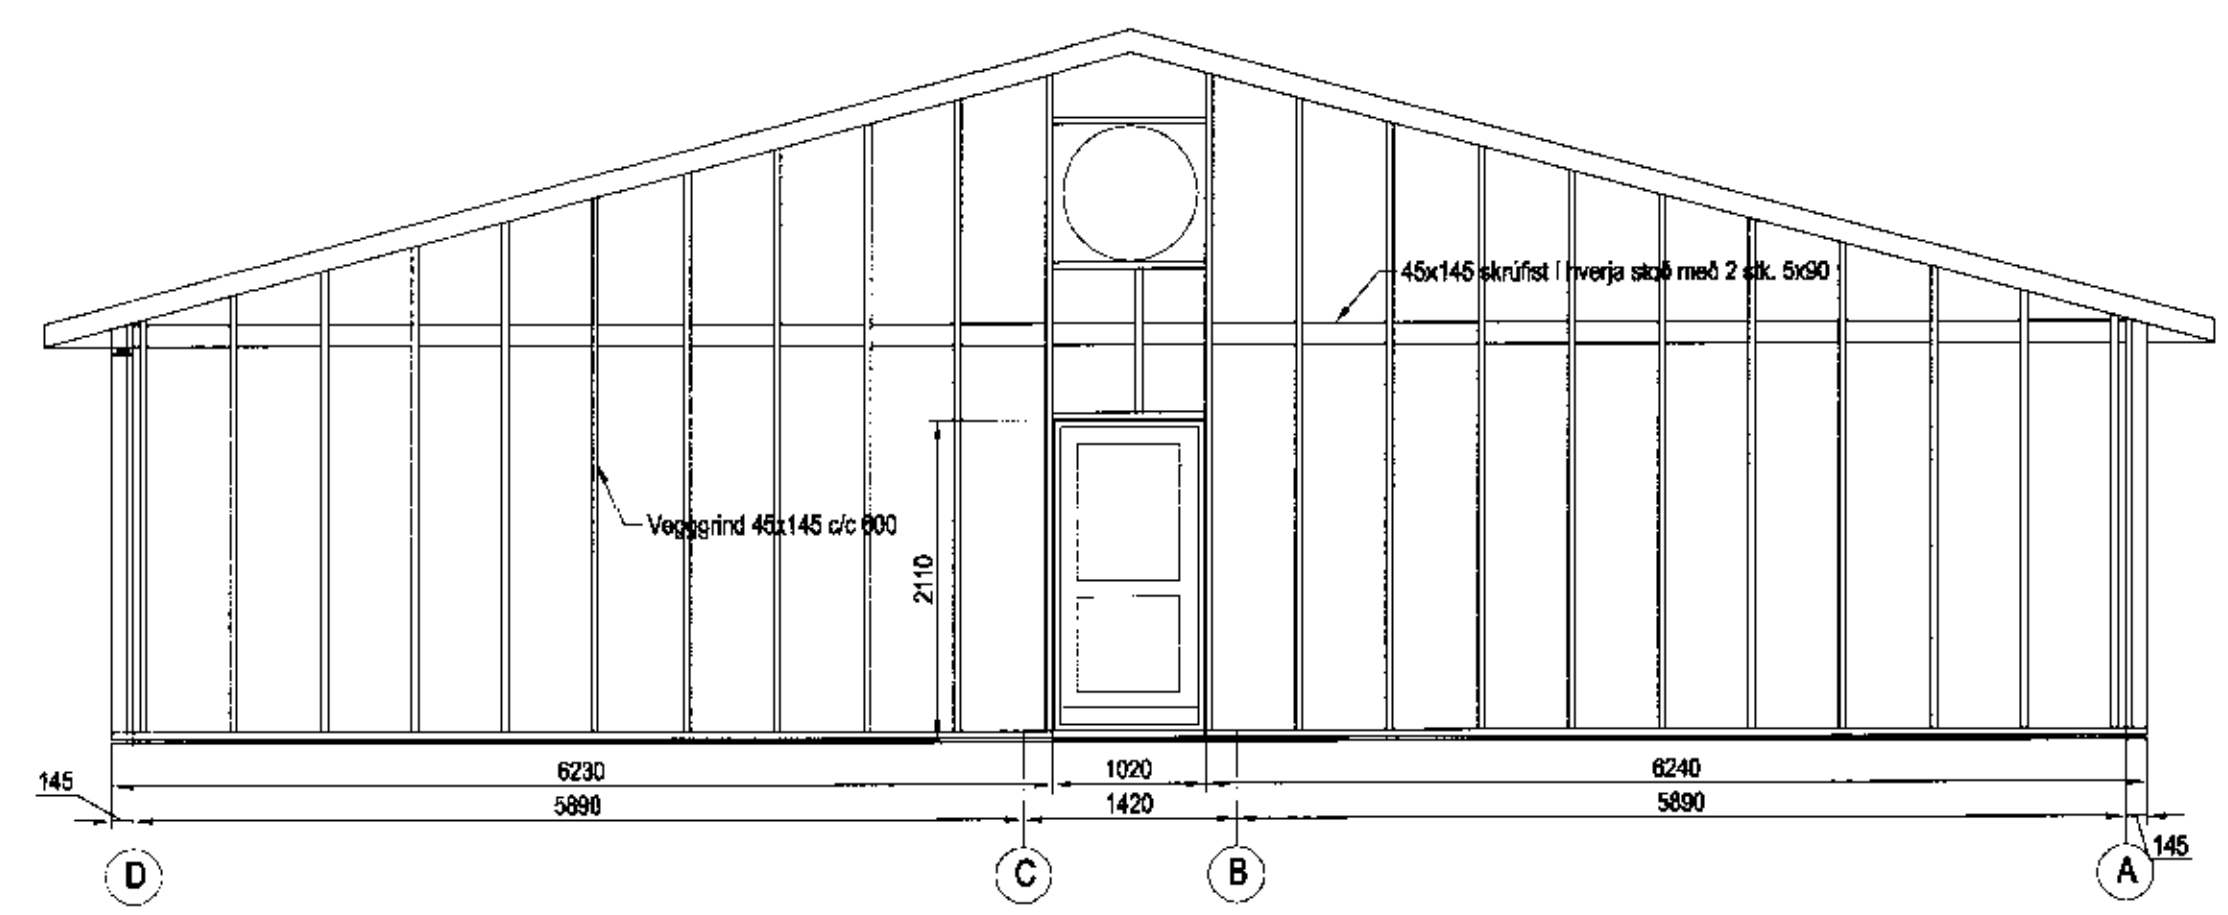 45x145 skrúfist í hverja stoð með 2 stk. 5x90
Vegggrind 45x145 c/c 600
2110
6230 1020 6240
145 5890 1420 5890 145
D C B A